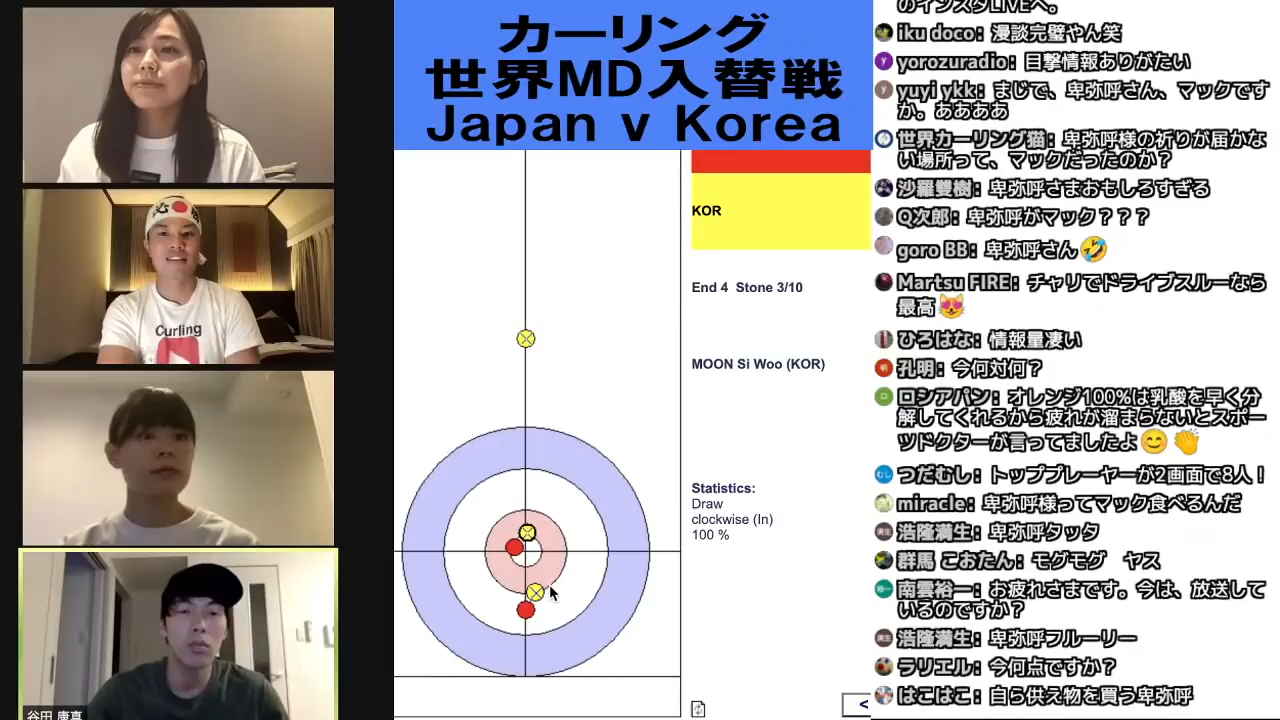 カーリング
世界MD入替戦
Japan v Korea
必 勝
Curling
谷田 康真
KOR
End 4 Stone 3/10
MOON Si Woo (KOR)
Statistics:
Draw
clockwise (In)
100 %
<
のインスタLIVEへ。
iku doco: 漫談完璧やん笑
yorozuradio: 目撃情報ありがたい
yuyi ykk: まじで、卑弥呼さん、マックです
か。ああああ
世界カーリング猫: 卑弥呼様の祈りが届かな
い場所って、マックだったのか？
沙羅雙樹: 卑弥呼さまおもしろすぎる
Q次郎: 卑弥呼がマック？？？
goro BB: 卑弥呼さん🤣
Martsu FIRE: チャリでドライブスルーなら
最高😻
ひろはな: 情報量凄い
孔明: 今何対何？
ロシアパン: オレンジ100%は乳酸を早く分
解してくれるから疲れが溜まらないとスポー
ツドクターが言ってましたよ😊 👏
つだむし: トッププレーヤーが2画面で8人！
miracle: 卑弥呼様ってマック食べるんだ
浩隆満生: 卑弥呼タッタ
群馬 こおたん: モグモグ　ヤス
南雲裕一: お疲れさまです。今は、放送して
いるのですか？
浩隆満生: 卑弥呼フルーリー
ラリエル: 今何点ですか？
はこはこ: 自ら供え物を買う卑弥呼